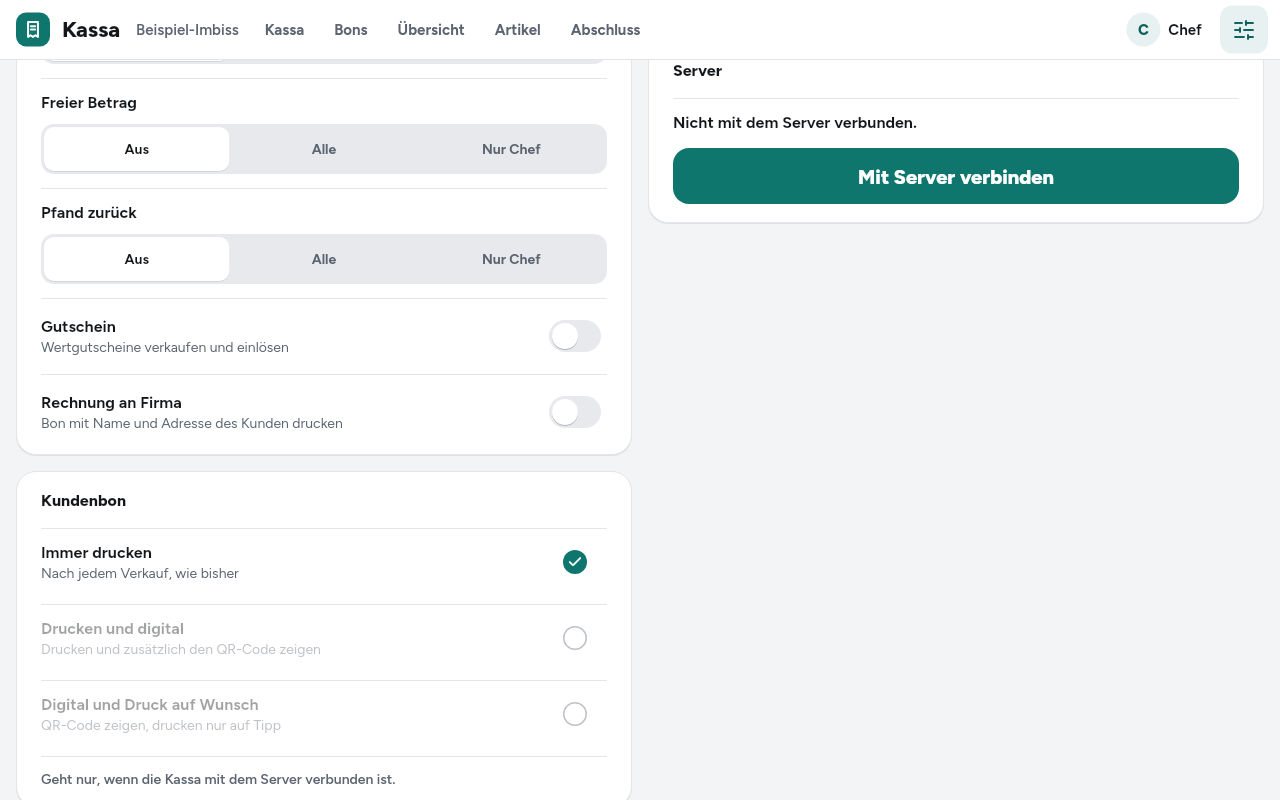 Kassa
Beispiel-Imbiss
Kassa
Bons
Übersicht
Artikel
Abschluss
C
Chef
Freier Betrag
Aus
Alle
Nur Chef
Pfand zurück
Aus
Alle
Nur Chef
Gutschein
Wertgutscheine verkaufen und einlösen
Rechnung an Firma
Bon mit Name und Adresse des Kunden drucken
Kundenbon
Immer drucken
Nach jedem Verkauf, wie bisher
Drucken und digital
Drucken und zusätzlich den QR-Code zeigen
Digital und Druck auf Wunsch
QR-Code zeigen, drucken nur auf Tipp
Geht nur, wenn die Kassa mit dem Server verbunden ist.
Server
Nicht mit dem Server verbunden.
Mit Server verbinden